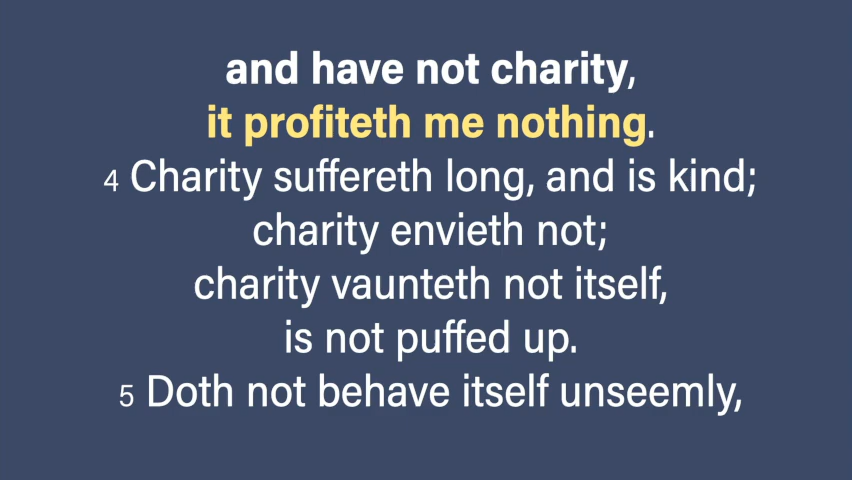 and have not charity,
it profiteth me nothing.
4 Charity suffereth long, and is kind;
charity envieth not;
charity vaunteth not itself,
is not puffed up.
5 Doth not behave itself unseemly,